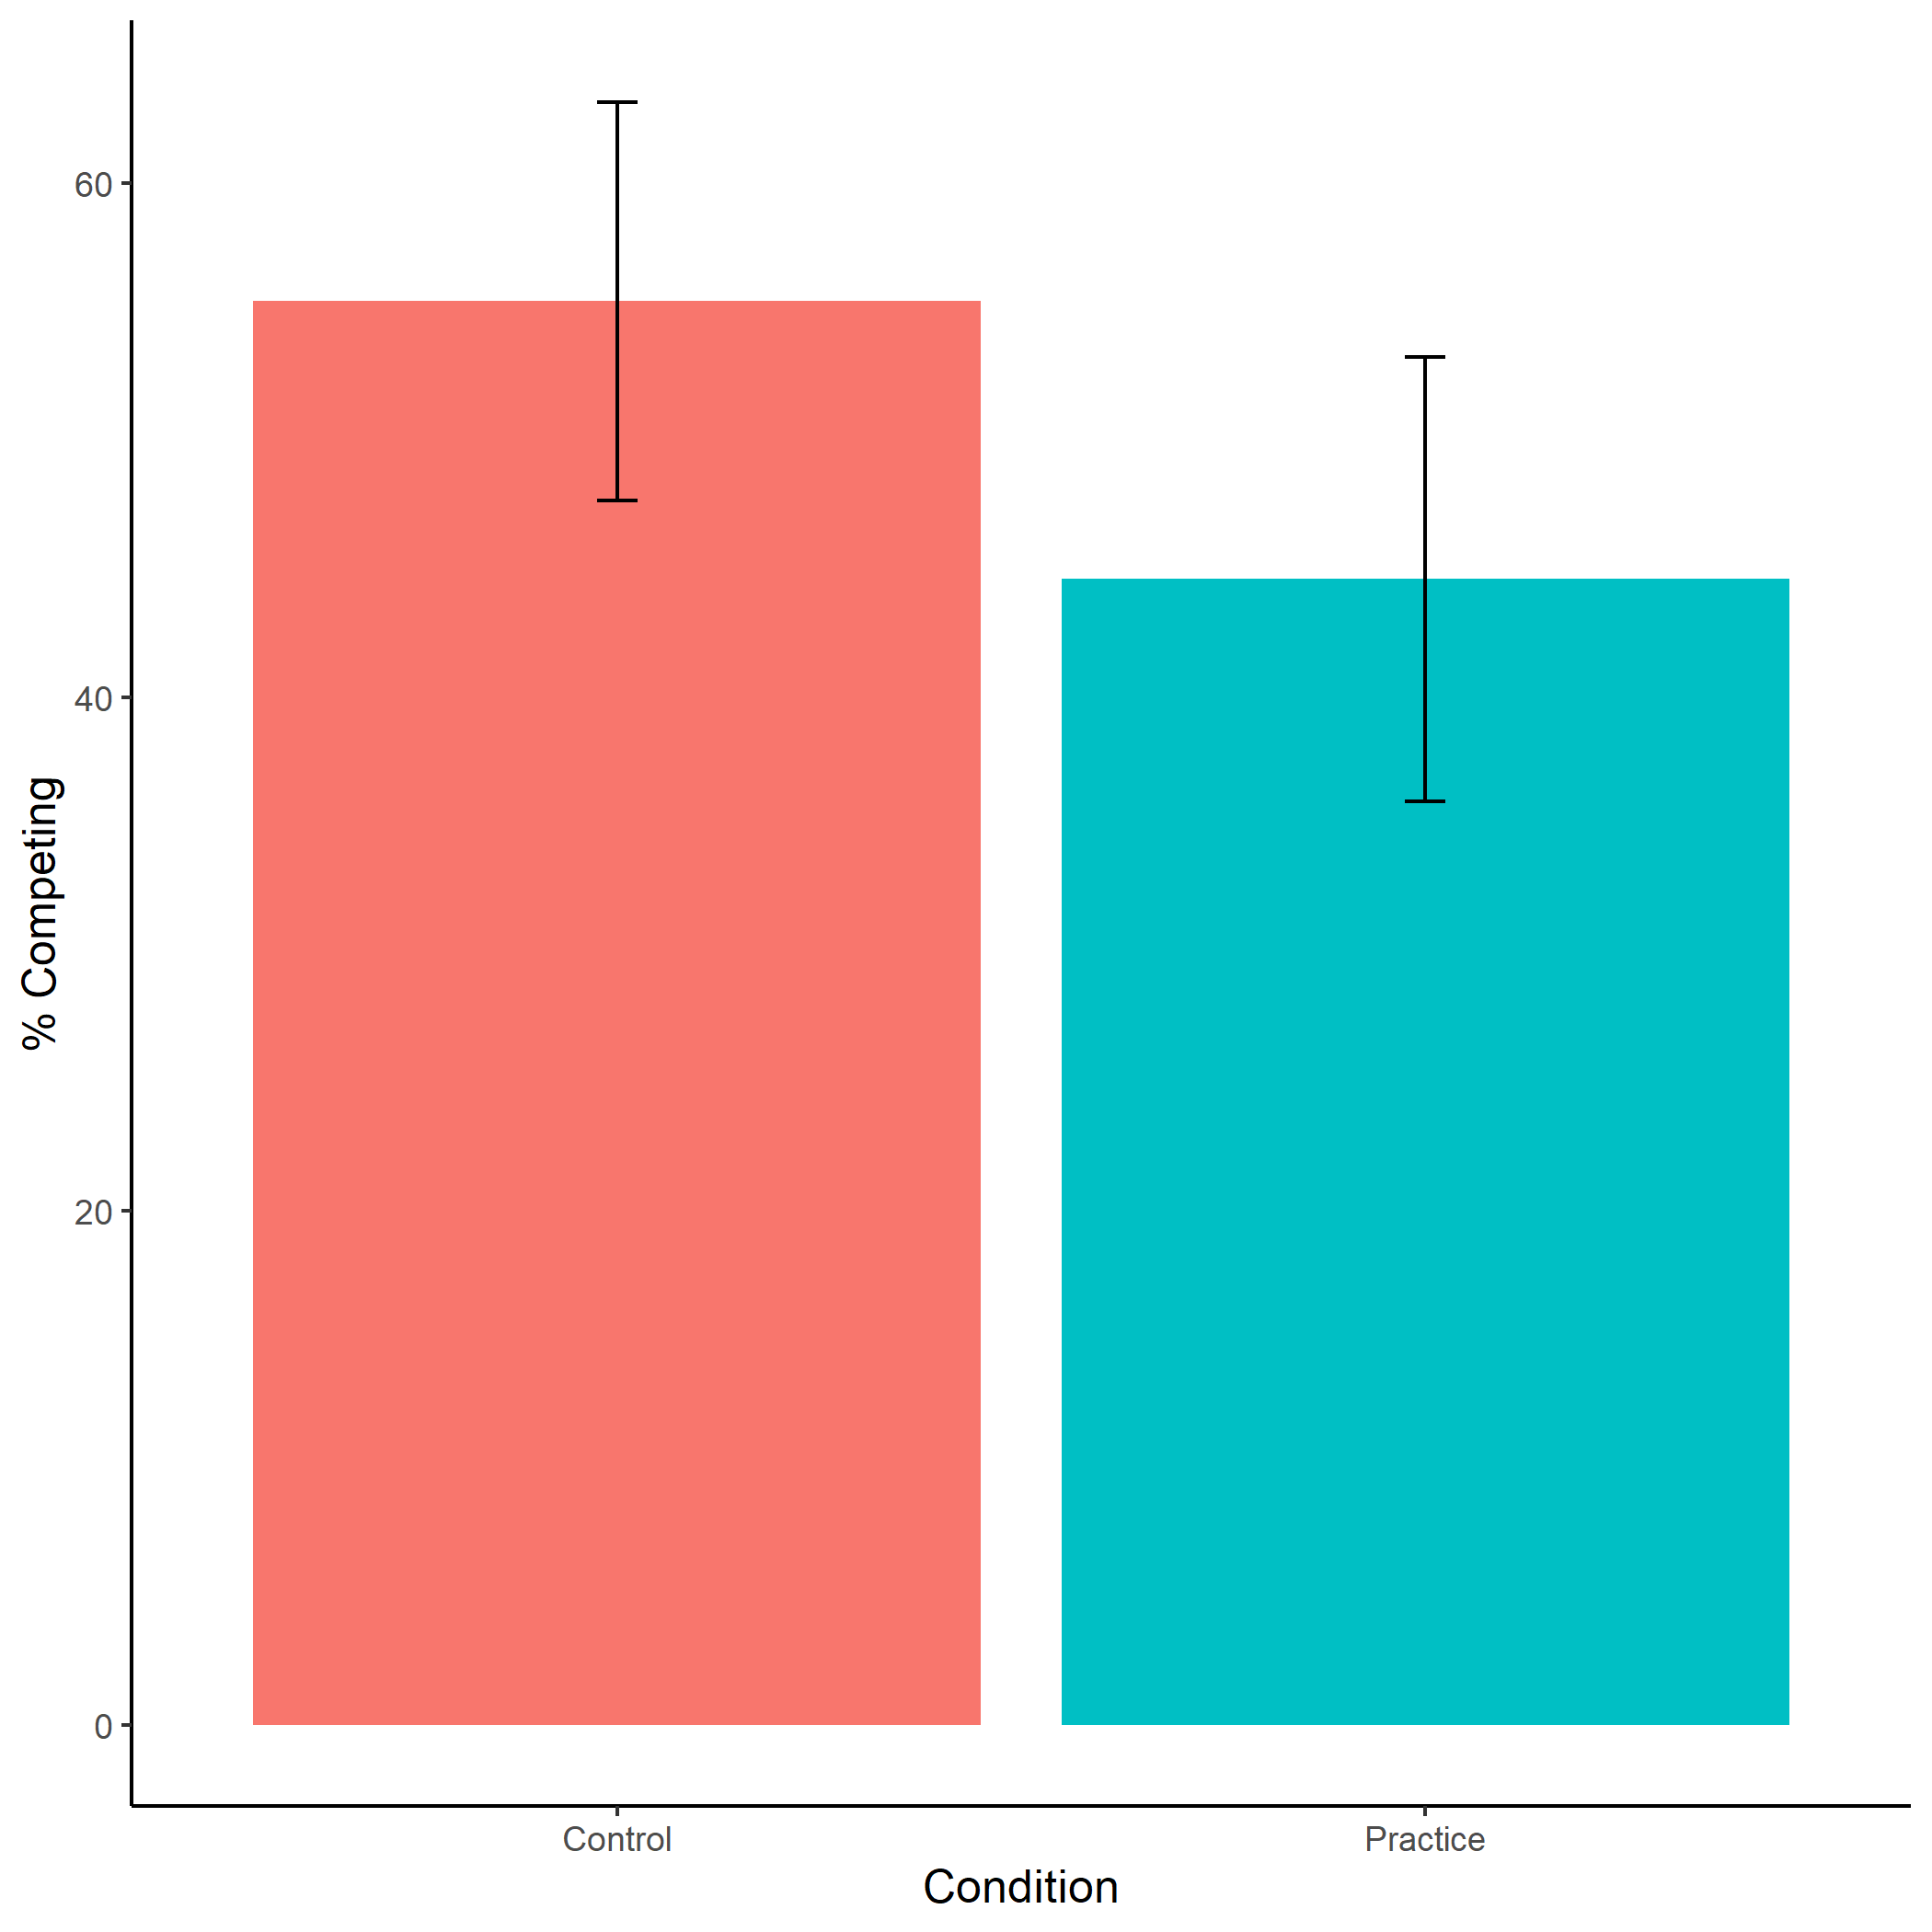 60
40
20
0
% Competing
Control
Practice
Condition